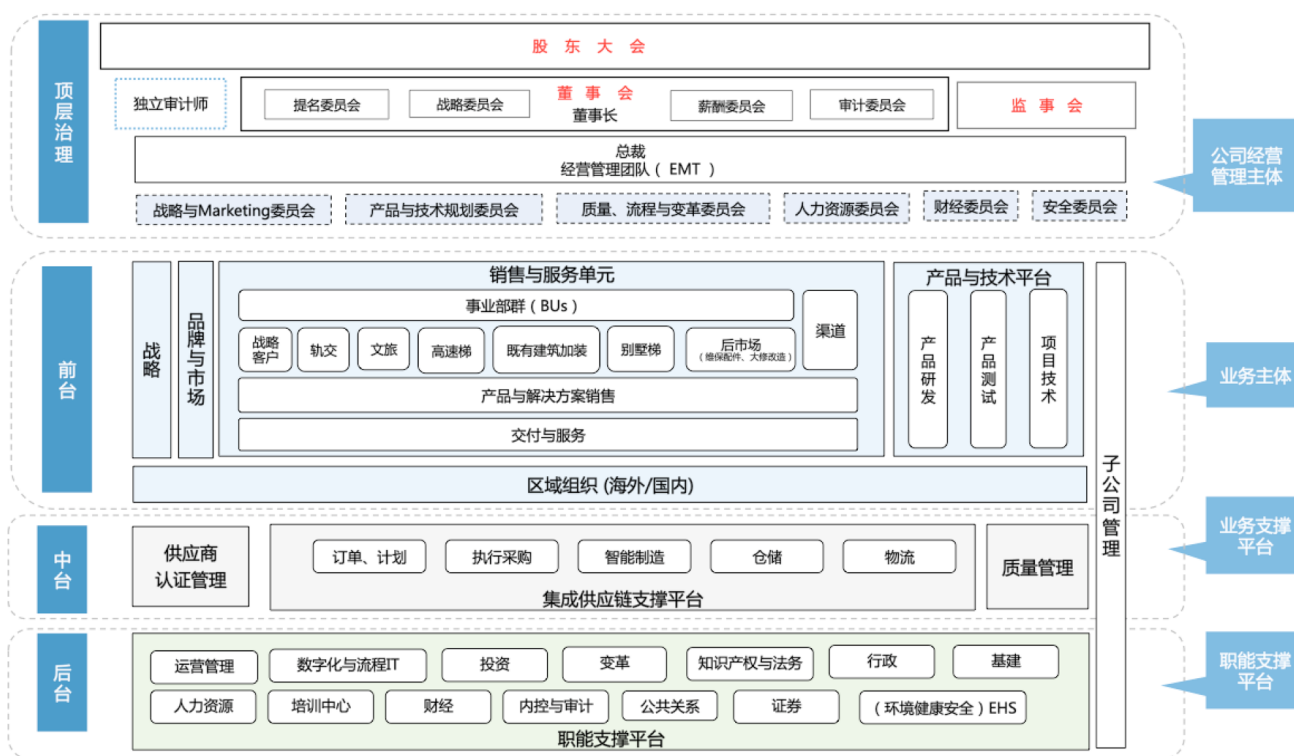 顶层治理
股东大会
独立审计师
提名委员会
战略委员会
董事会
董事长
薪酬委员会
审计委员会
监事会
总裁
经营管理团队（EMT）
战略与Marketing委员会
产品与技术规划委员会
质量、流程与变革委员会
人力资源委员会
财经委员会
安全委员会
公司经营
管理主体
前台
战略
品牌与市场
销售与服务单元
事业部群（BUs）
战略
客户
轨交
文旅
高速梯
既有建筑加装
别墅梯
后市场
（维保配件、大修改造）
渠道
产品与解决方案销售
交付与服务
产品与技术平台
产品研发
产品测试
项目技术
区域组织 (海外/国内)
子公司管理
业务主体
中台
供应商
认证管理
订单、计划
执行采购
智能制造
仓储
物流
集成供应链支撑平台
质量管理
业务支撑
平台
后台
运营管理
数字化与流程IT
投资
变革
知识产权与法务
行政
基建
人力资源
培训中心
财经
内控与审计
公共关系
证券
（环境健康安全）EHS
职能支撑平台
职能支撑
平台